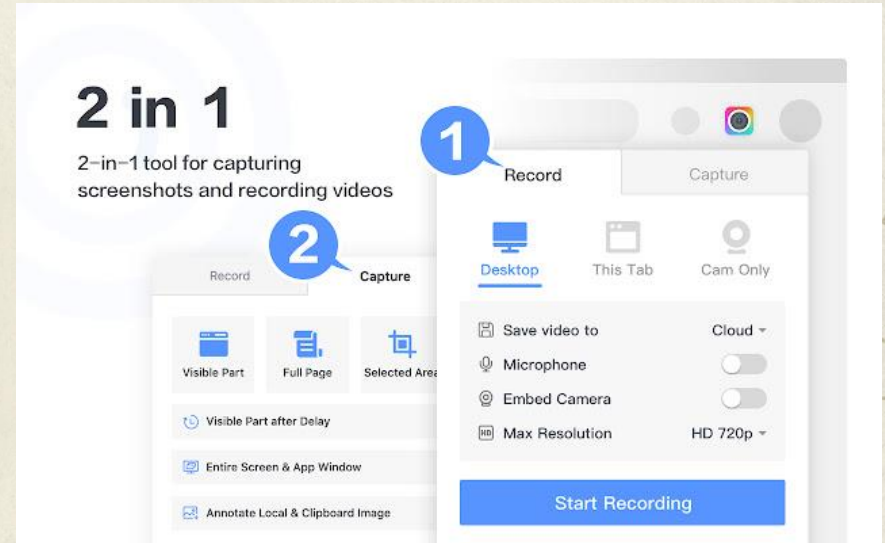 2 in 1
2-in-1 tool for capturing
screenshots and recording videos
2
Record
Capture
Visible Part
Full Page
Selected Area
Visible Part after Delay
Entire Screen & App Window
Annotate Local & Clipboard Image
1
Record
Capture
Desktop
This Tab
Cam Only
Save video to
Cloud
Microphone
Embed Camera
HD
Max Resolution
HD 720p
Start Recording